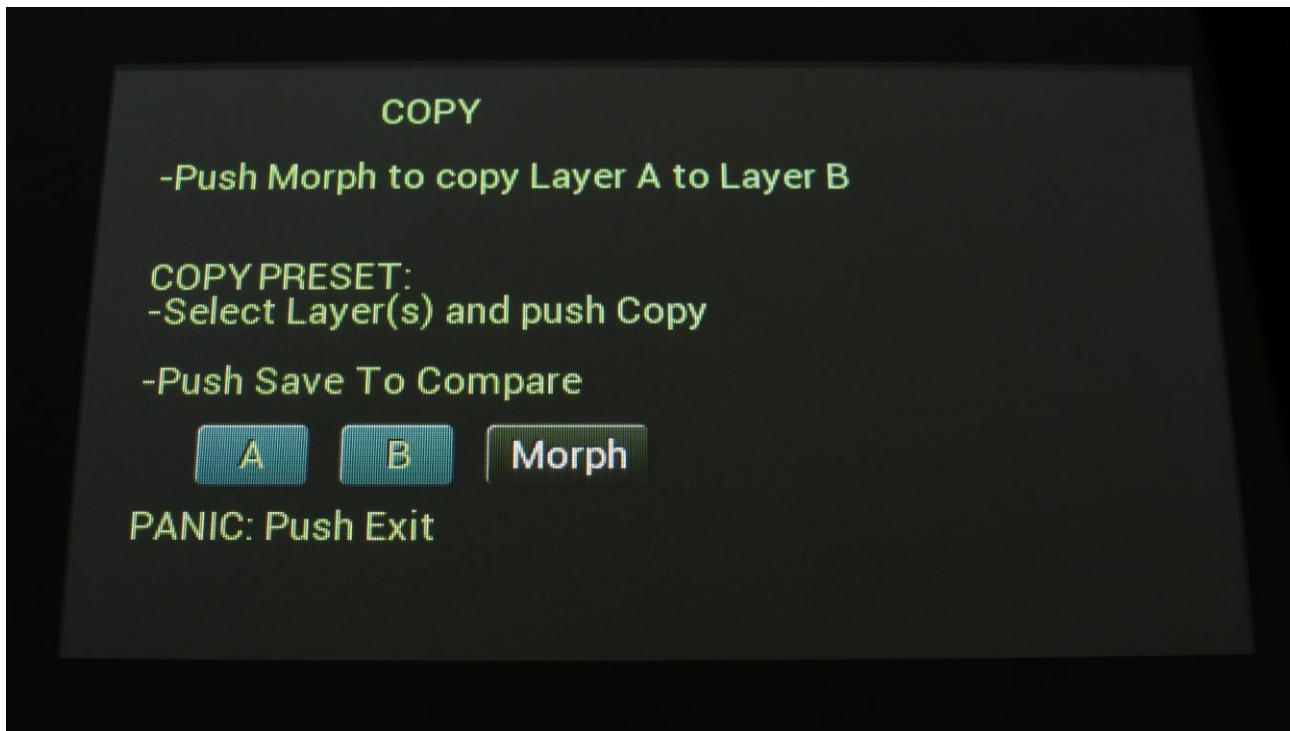 COPY
-Push Morph to copy Layer A to Layer B
COPY PRESET:
-Select Layer(s) and push Copy
-Push Save To Compare
A B Morph
PANIC: Push Exit